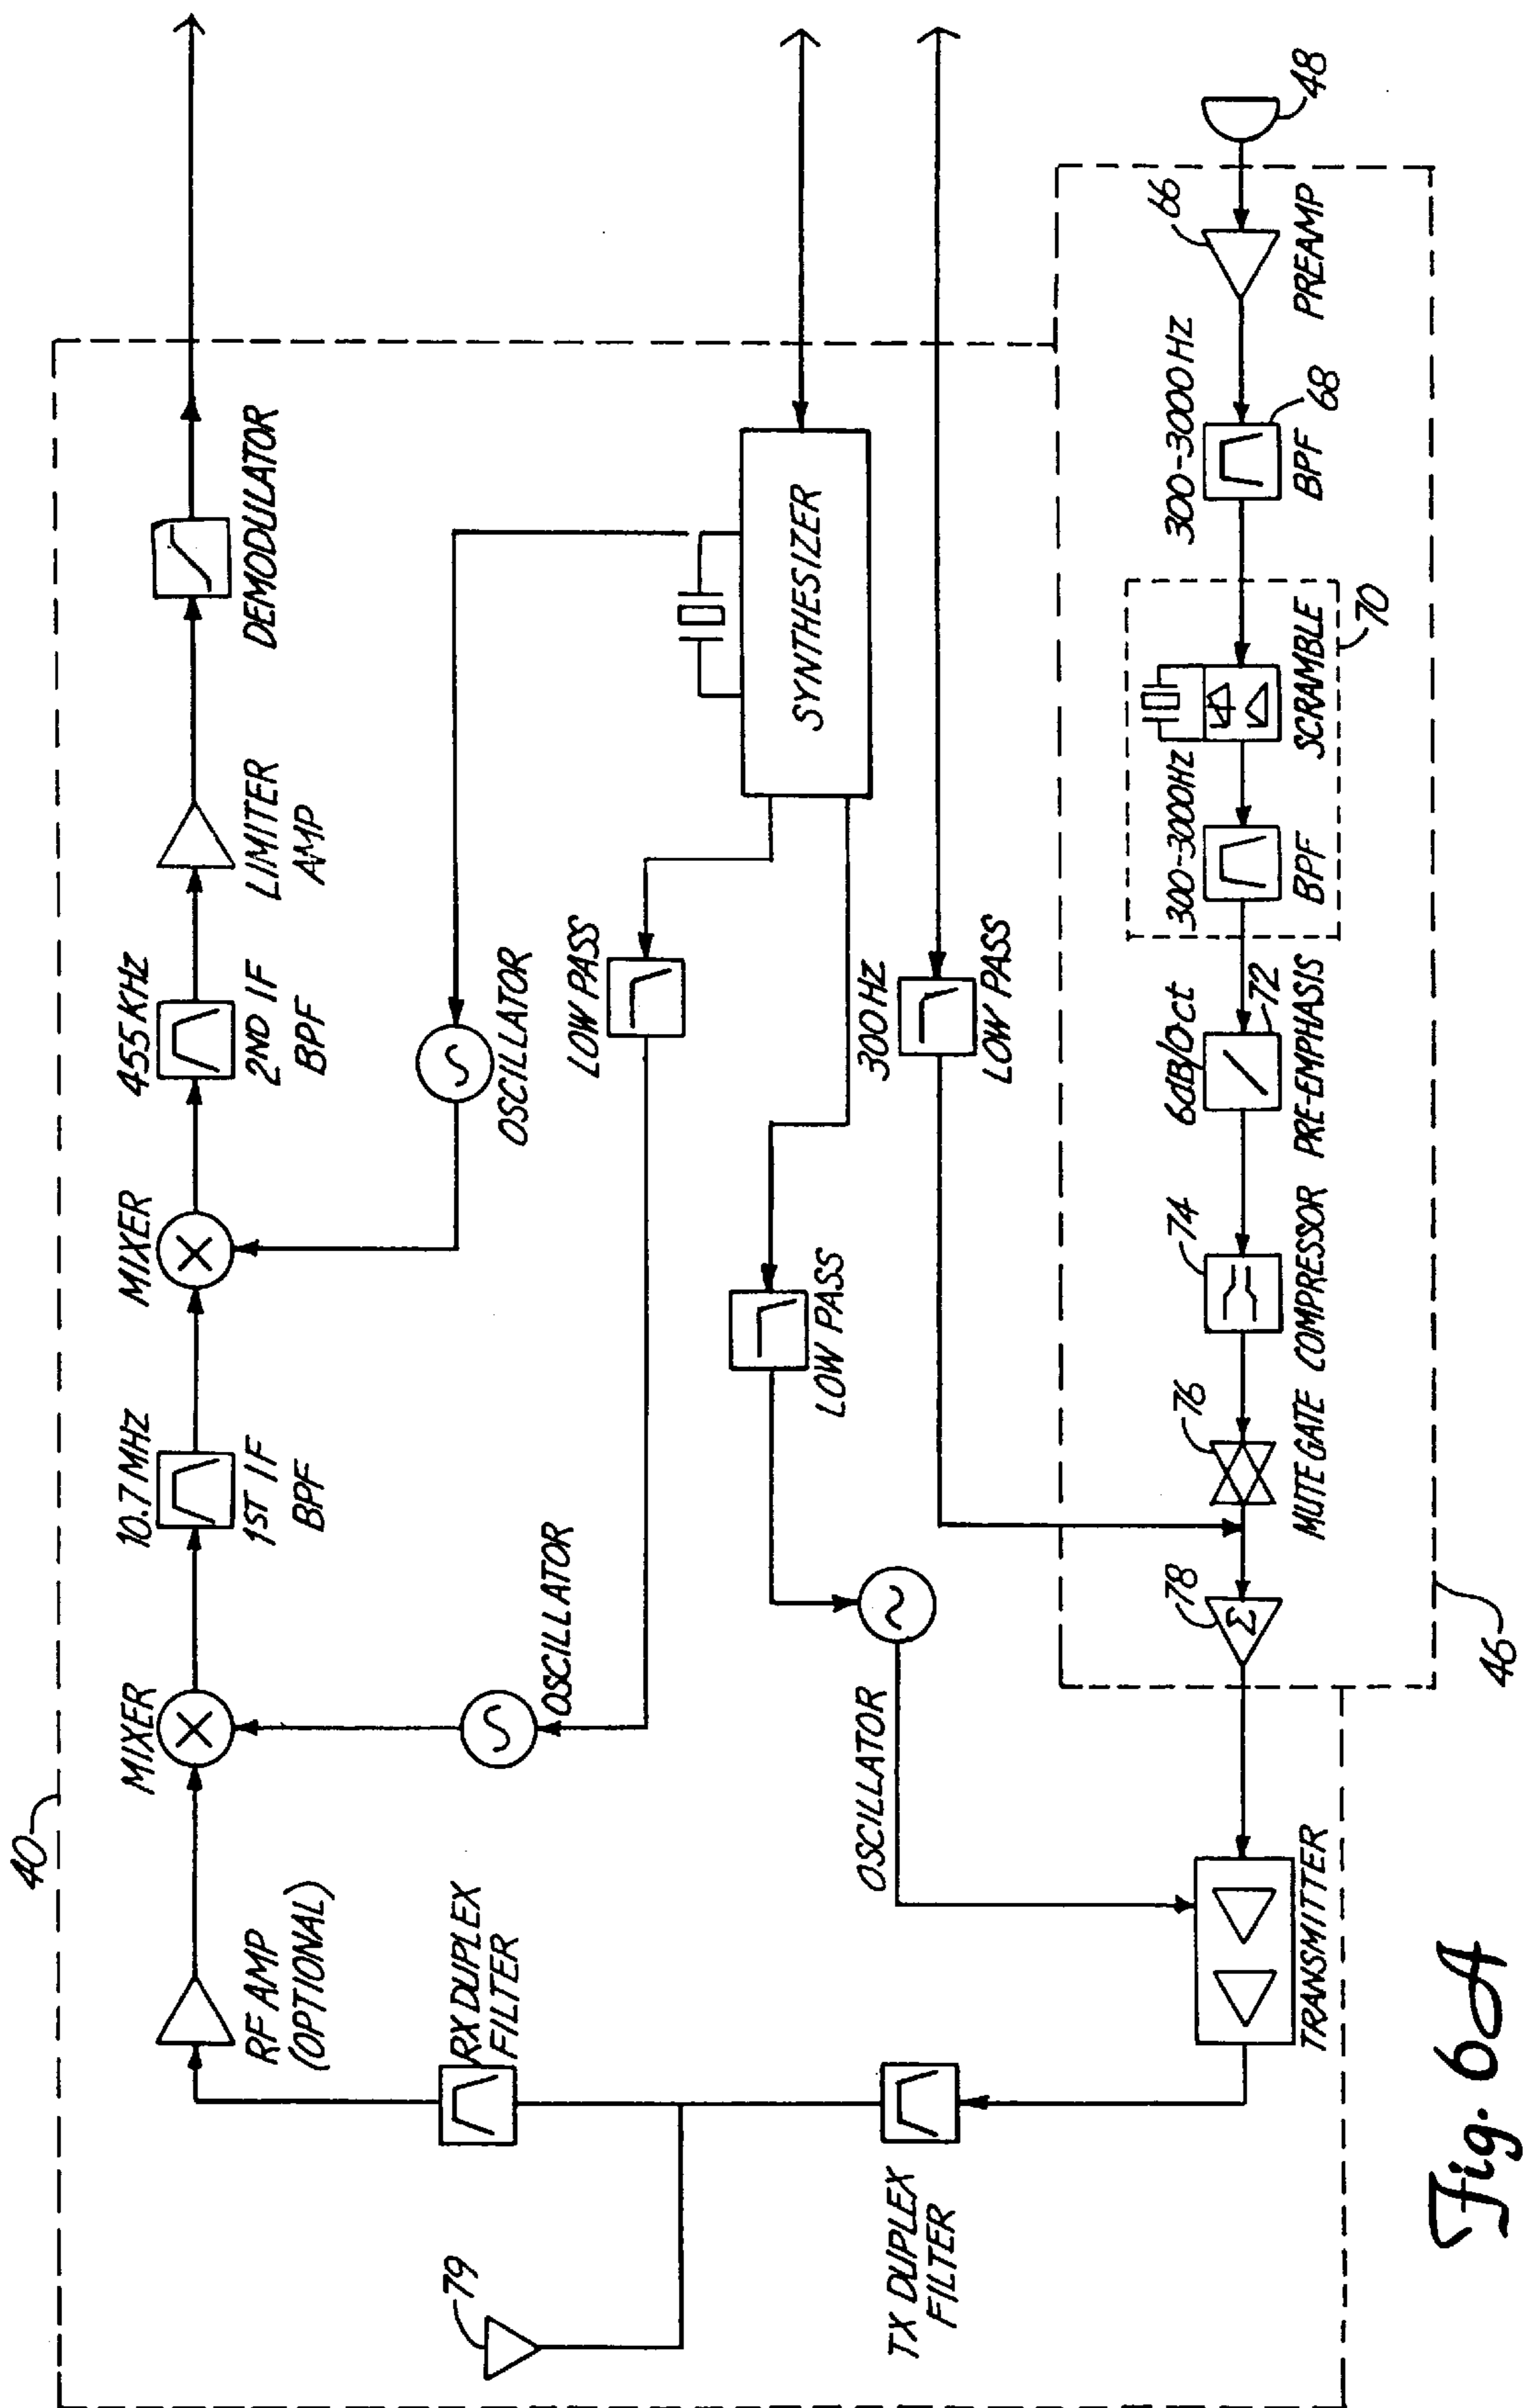 40
RF AMP
(OPTIONAL)
MIXER
10.7 MHz
1ST IF
BPF
MIXER
455 KHz
2ND IF
BPF
LIMITER
AMP
DEMODULATOR
79
RX DUPLEX
FILTER
OSCILLATOR
OSCILLATOR
LOW PASS
SYNTHESIZER
LOW PASS
TX DUPLEX
FILTER
OSCILLATOR
300 Hz
LOW PASS
TRANSMITTER
78
Σ
76
MUTE GATE
74
COMPRESSOR
6dB/Oct
72
PRE-EMPHASIS
300-3000Hz
BPF
SCRAMBLE
70
300-3000 Hz
BPF
68
66
PREAMP
48
46
Fig. 6A